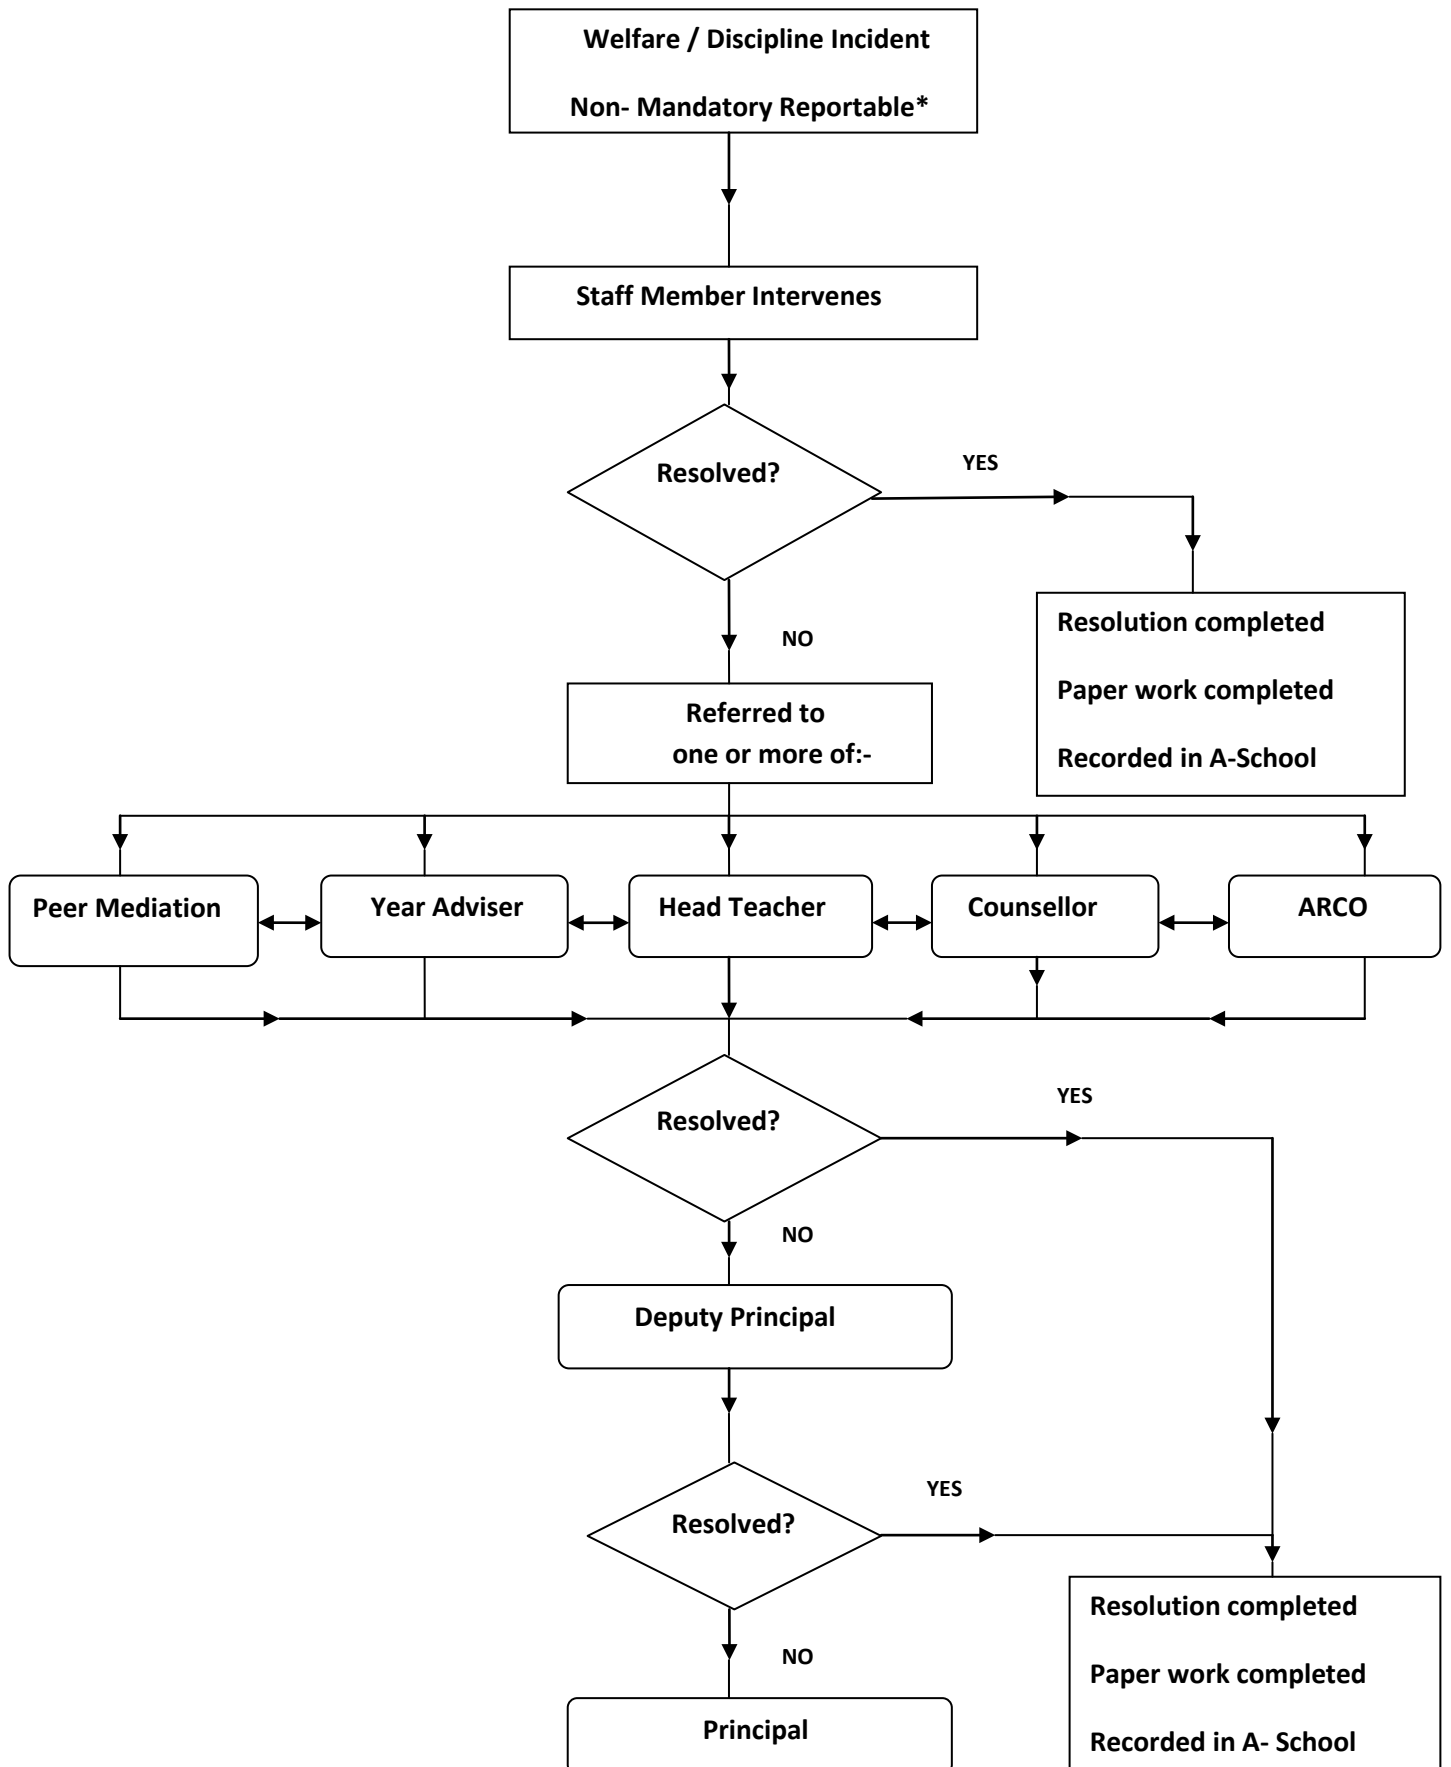 Welfare / Discipline Incident
Non- Mandatory Reportable*
Staff Member Intervenes
Resolved?
YES
NO
Resolution completed
Paper work completed
Recorded in A-School
Referred to
one or more of:-
Peer Mediation
Year Adviser
Head Teacher
Counsellor
ARCO
Resolved?
YES
NO
Deputy Principal
Resolved?
YES
NO
Resolution completed
Paper work completed
Recorded in A- School
Principal